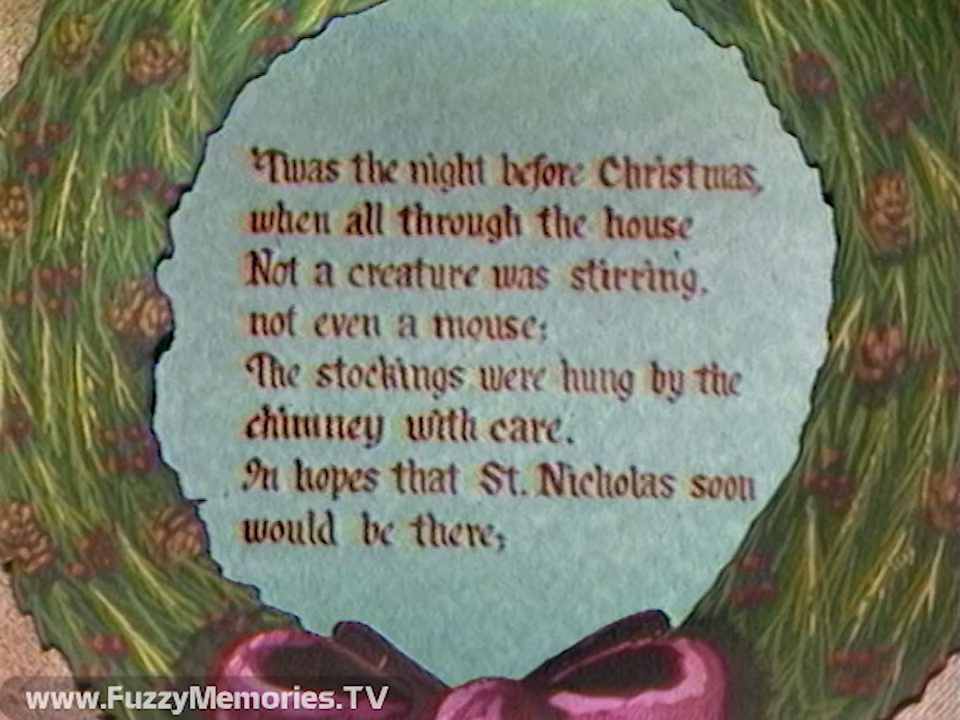 'Twas the night before Christmas,
when all through the house
Not a creature was stirring,
not even a mouse;
The stockings were hung by the
chimney with care.
In hopes that St. Nicholas soon
would be there;
www.FuzzyMemories.TV